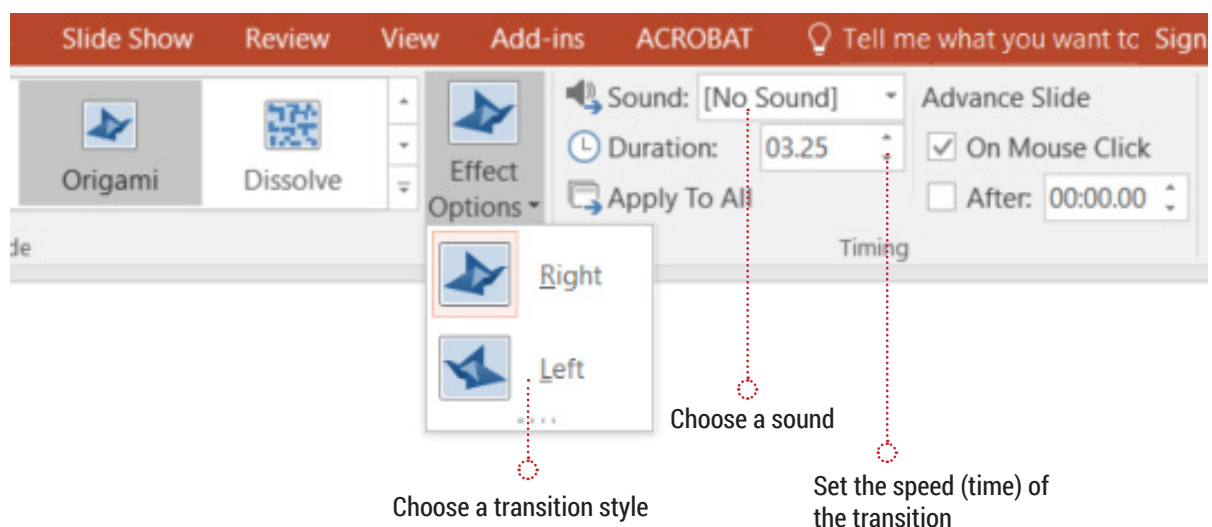 Slide Show Review View Add-ins ACROBAT Tell me what you want to Sign
Sound: [No Sound] Advance Slide
Duration: 03.25 On Mouse Click
Origami Dissolve Effect
Options Apply To All After: 00:00.00
de Timing
Right
Left
Choose a sound
Choose a transition style
Set the speed (time) of
the transition